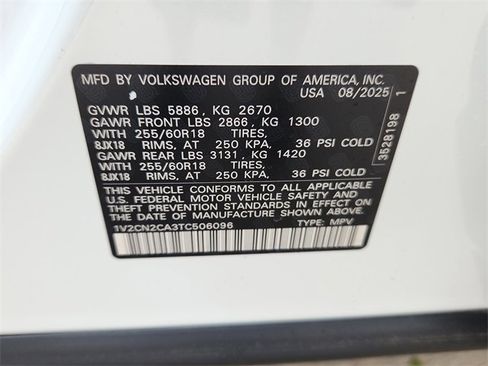 MFD BY VOLKSWAGEN GROUP OF AMERICA, INC.
USA 08/2025
GVWR LBS 5886, KG 2670
GAWR FRONT LBS 2866, KG 1300
WITH 255/60R18 TIRES,
8JX18 RIMS, AT 250 KPA, 36 PSI COLD
GAWR REAR LBS 3131, KG 1420
WITH 255/60R18 TIRES,
8JX18 RIMS, AT 250 KPA, 36 PSI COLD
THIS VEHICLE CONFORMS TO ALL APPLICABLE
U.S. FEDERAL MOTOR VEHICLE SAFETY AND
THEFT PREVENTION STANDARDS IN EFFECT ON
THE DATE OF MANUFACTURE SHOWN ABOVE.
1V2CN2CA3TC506096 TYPE: MPV
3528198 1